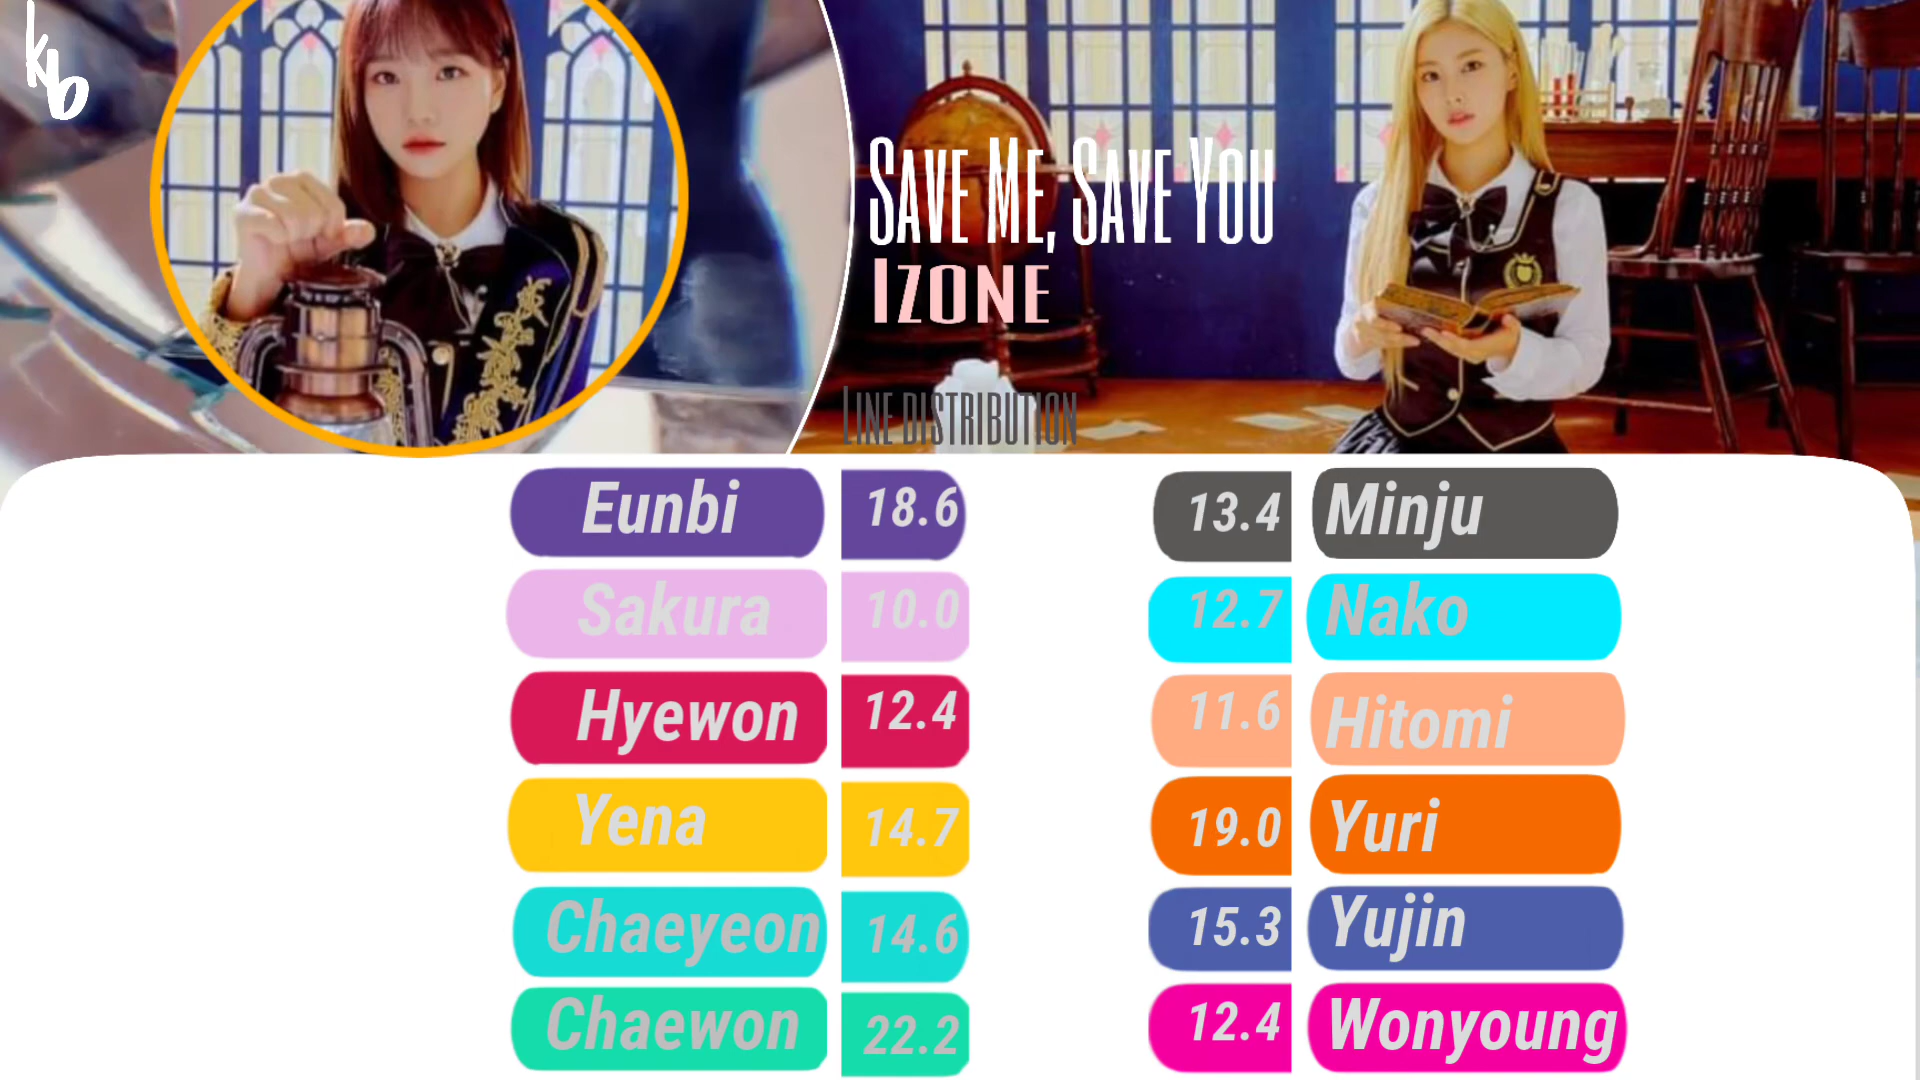 klb
Save Me, Save You
Izone
Line distribution
Eunbi 18.6 13.4 Minju
Sakura 10.0 12.7 Nako
Hyewon 12.4 11.6 Hitomi
Yena 14.7 19.0 Yuri
Chaeyeon 14.6 15.3 Yujin
Chaewon 22.2 12.4 Wonyoung